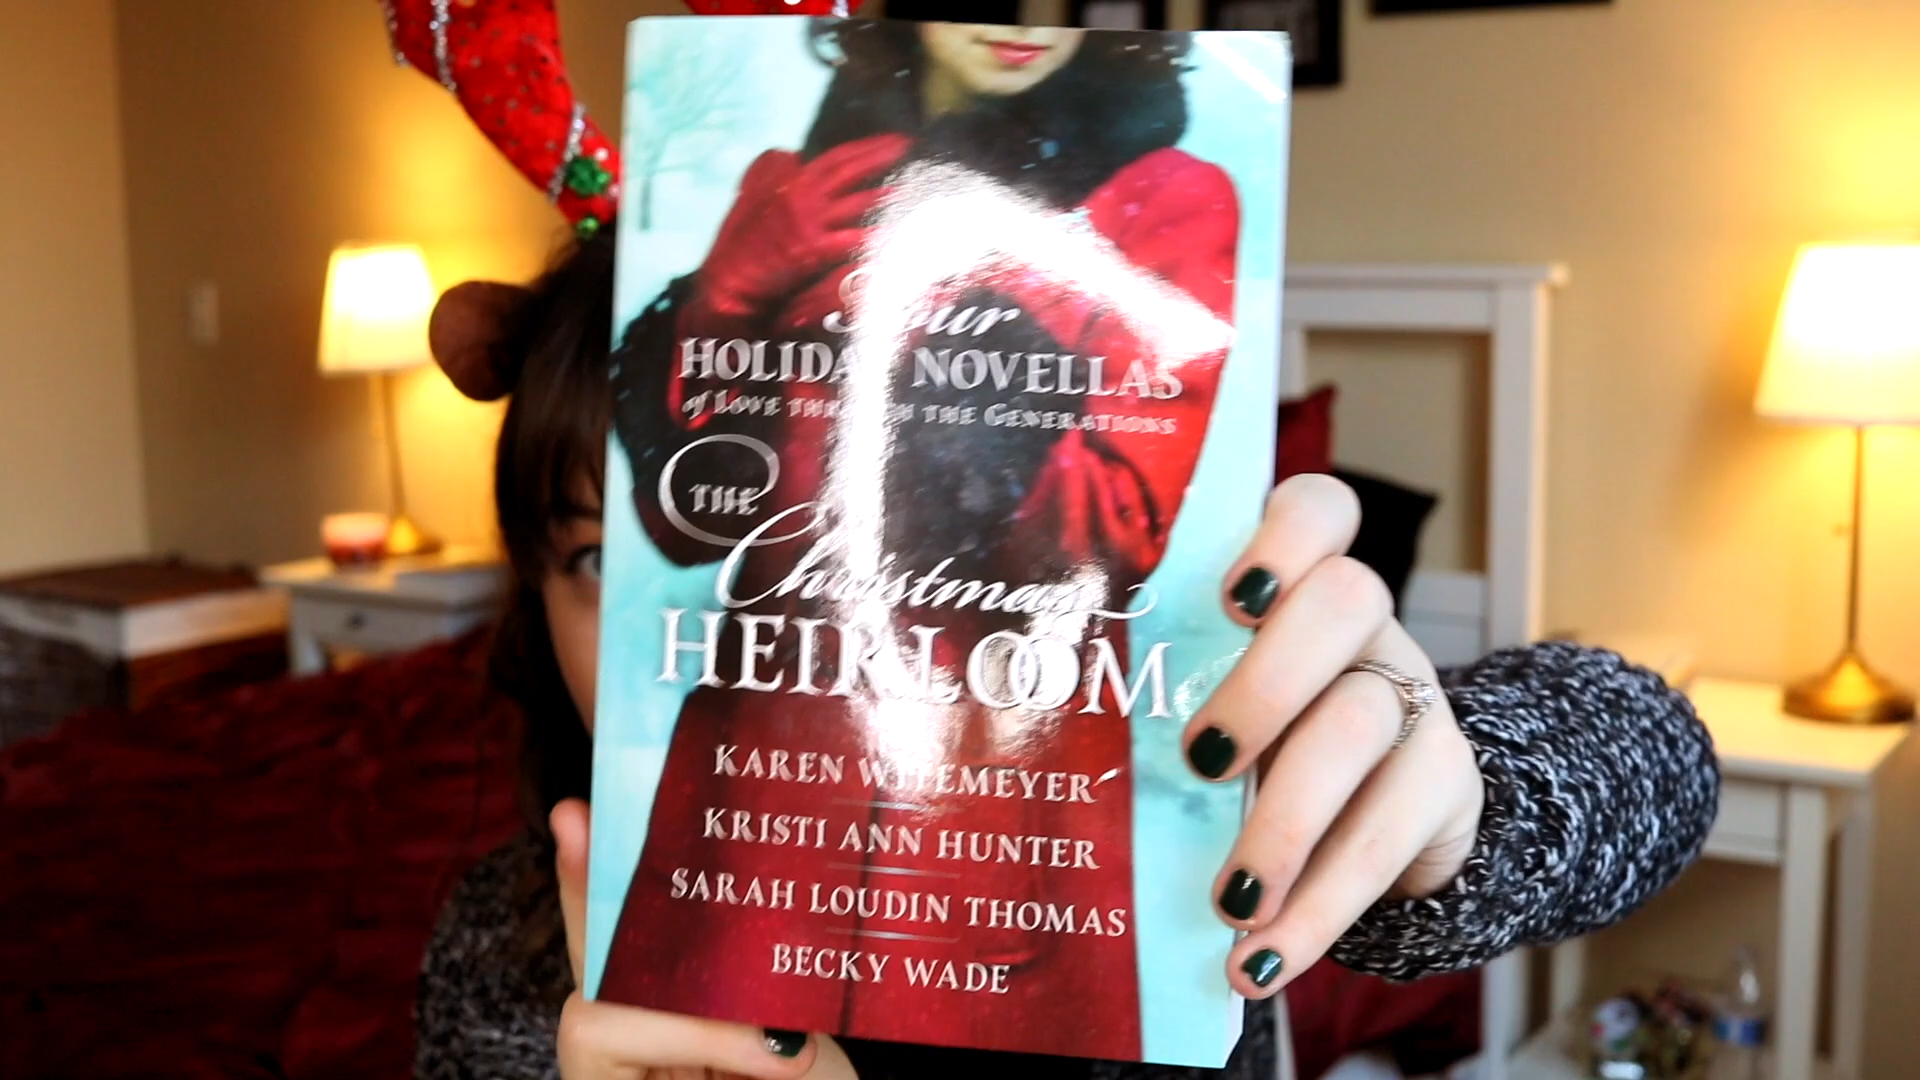 Four
HOLIDAY NOVELLAS
of LOVE THROUGH THE GENERATIONS
THE
Christmas
HEIRLOOM
KAREN WITEMEYER
KRISTI ANN HUNTER
SARAH LOUDIN THOMAS
BECKY WADE